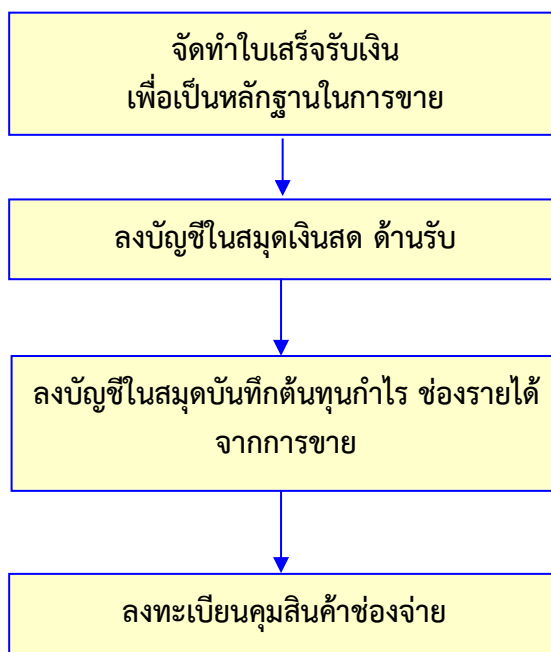 จัดทำใบเสร็จรับเงิน
เพื่อเป็นหลักฐานในการขาย
ลงบัญชีในสมุดเงินสด ด้านรับ
ลงบัญชีในสมุดบันทึกต้นทุนกำไร ช่องรายได้
จากการขาย
ลงทะเบียนคุมสินค้าช่องจ่าย